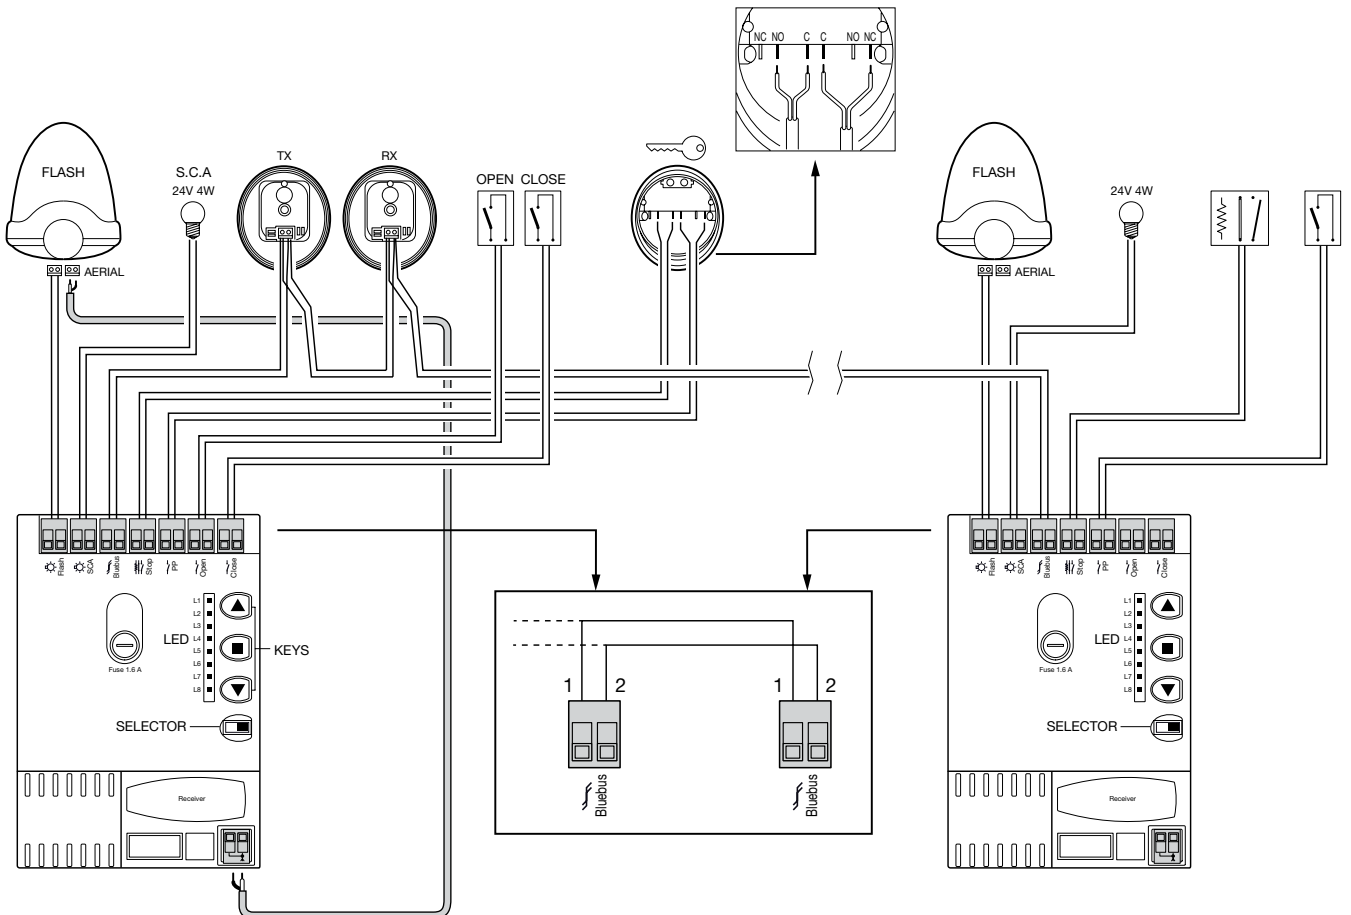 NC NO C C NO NC
FLASH
S.C.A
24V 4W
TX
RX
OPEN CLOSE
AERIAL
FLASH
24V 4W
AERIAL
Flash
SCA
Bluebus
Stop
PP
Open
Close
L1
L2
L3
L4
L5
L6
L7
L8
LED
KEYS
Fuse 1.6 A
SELECTOR
Receiver
1 2
Bluebus
1 2
Bluebus
Flash
SCA
Bluebus
Stop
PP
Open
Close
L1
L2
L3
L4
L5
L6
L7
L8
LED
Fuse 1.6 A
SELECTOR
Receiver